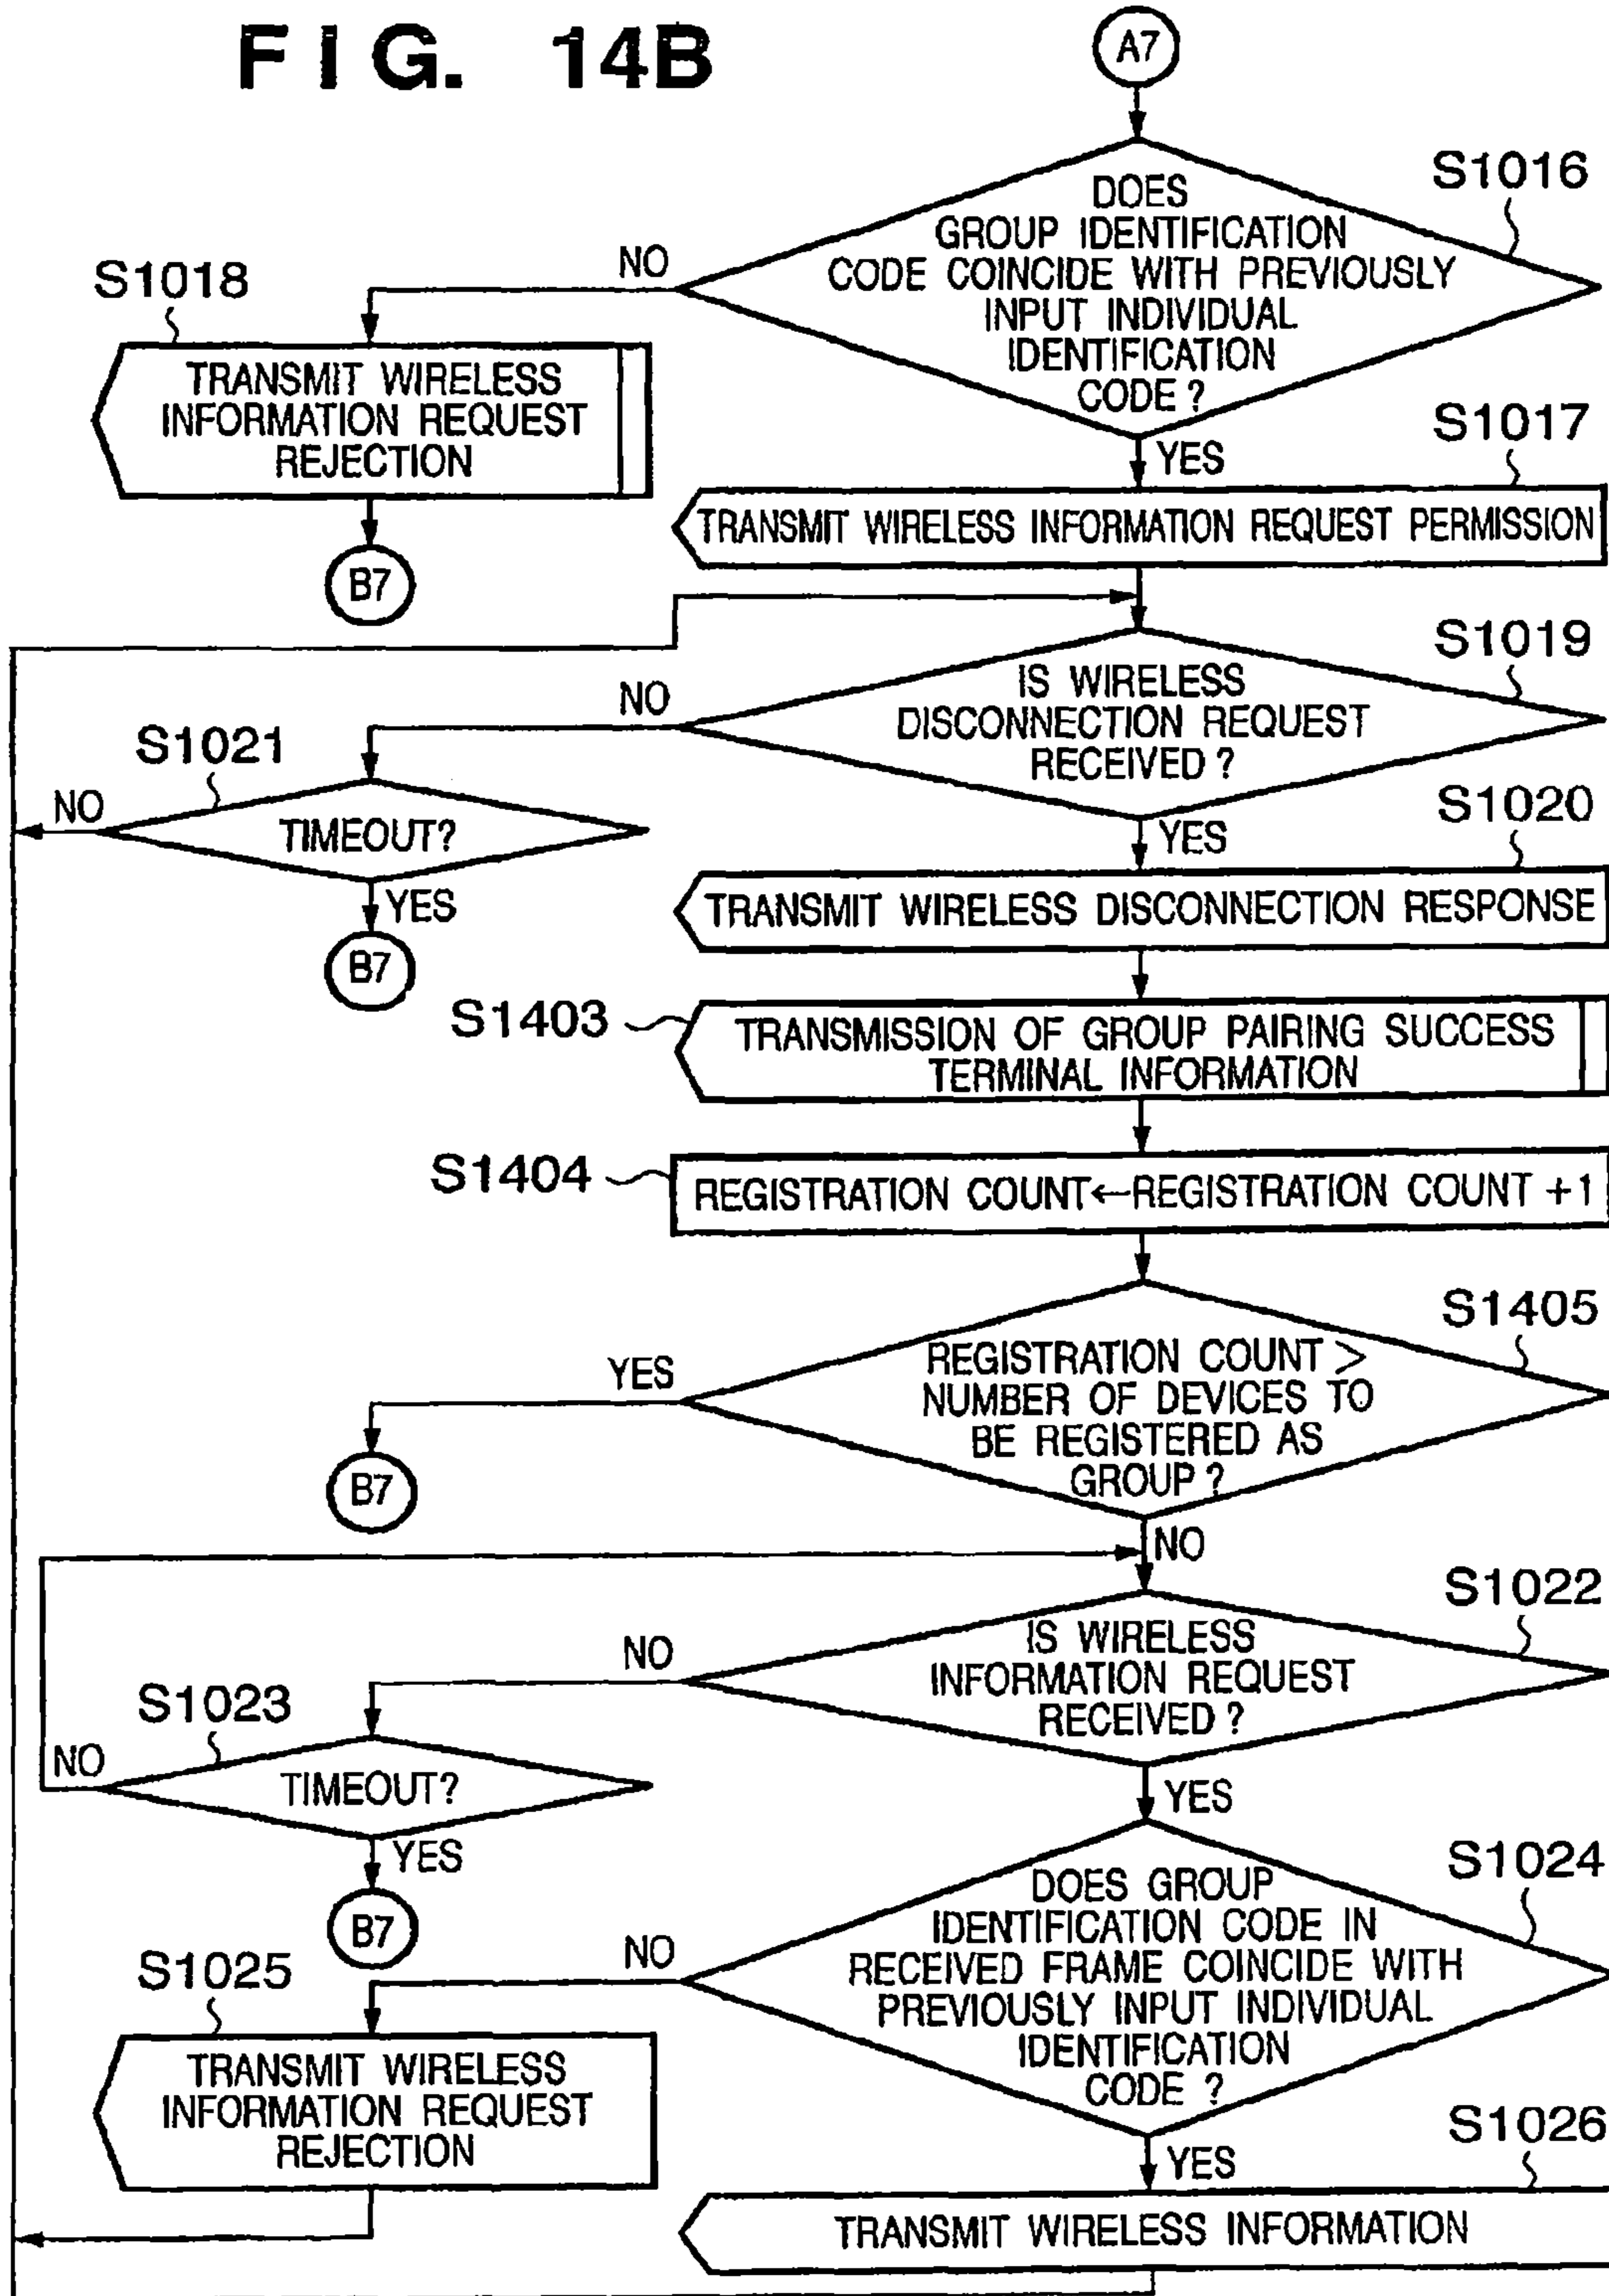 FIG. 14B
A7
S1016
DOES
GROUP IDENTIFICATION
CODE COINCIDE WITH PREVIOUSLY
INPUT INDIVIDUAL
IDENTIFICATION
CODE ?
NO
S1018
TRANSMIT WIRELESS
INFORMATION REQUEST
REJECTION
B7
YES
S1017
TRANSMIT WIRELESS INFORMATION REQUEST PERMISSION
S1019
IS WIRELESS
DISCONNECTION REQUEST
RECEIVED ?
NO
S1021
NO
TIMEOUT?
YES
B7
YES
S1020
TRANSMIT WIRELESS DISCONNECTION RESPONSE
S1403
TRANSMISSION OF GROUP PAIRING SUCCESS
TERMINAL INFORMATION
S1404
REGISTRATION COUNT←REGISTRATION COUNT +1
S1405
REGISTRATION COUNT >
NUMBER OF DEVICES TO
BE REGISTERED AS
GROUP ?
YES
B7
NO
S1022
IS WIRELESS
INFORMATION REQUEST
RECEIVED ?
NO
S1023
NO
TIMEOUT?
YES
B7
YES
S1024
DOES GROUP
IDENTIFICATION CODE IN
RECEIVED FRAME COINCIDE WITH
PREVIOUSLY INPUT INDIVIDUAL
IDENTIFICATION
CODE ?
NO
S1025
TRANSMIT WIRELESS
INFORMATION REQUEST
REJECTION
YES
S1026
TRANSMIT WIRELESS INFORMATION